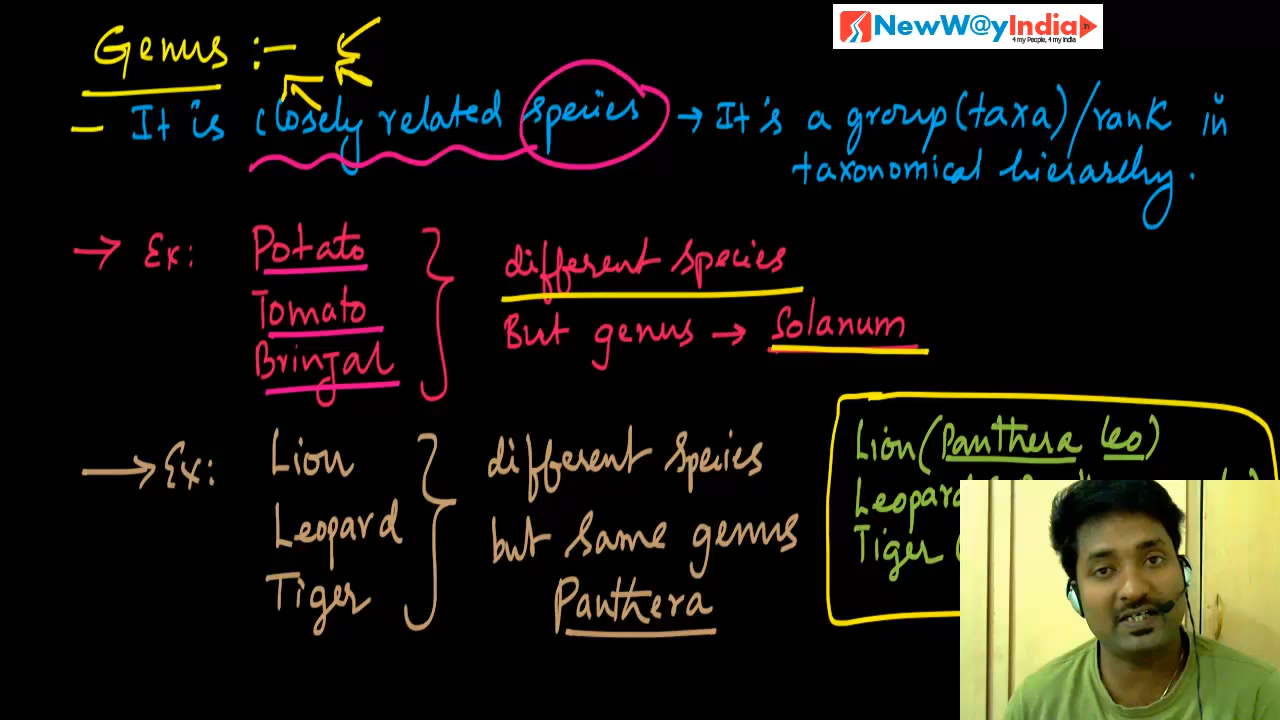 NewW@yIndia.in
4 my People, 4 my India
Genus :-
- It is closely related species → It is a group (taxa)/rank in
taxonomical hierarchy.
→ Ex: Potato
Tomato
Brinjal
different species
But genus → Solanum
→ Ex: Lion
Leopard
Tiger
different species
but same genus
Panthera
Lion (Panthera leo)
Leopard (
Tiger (